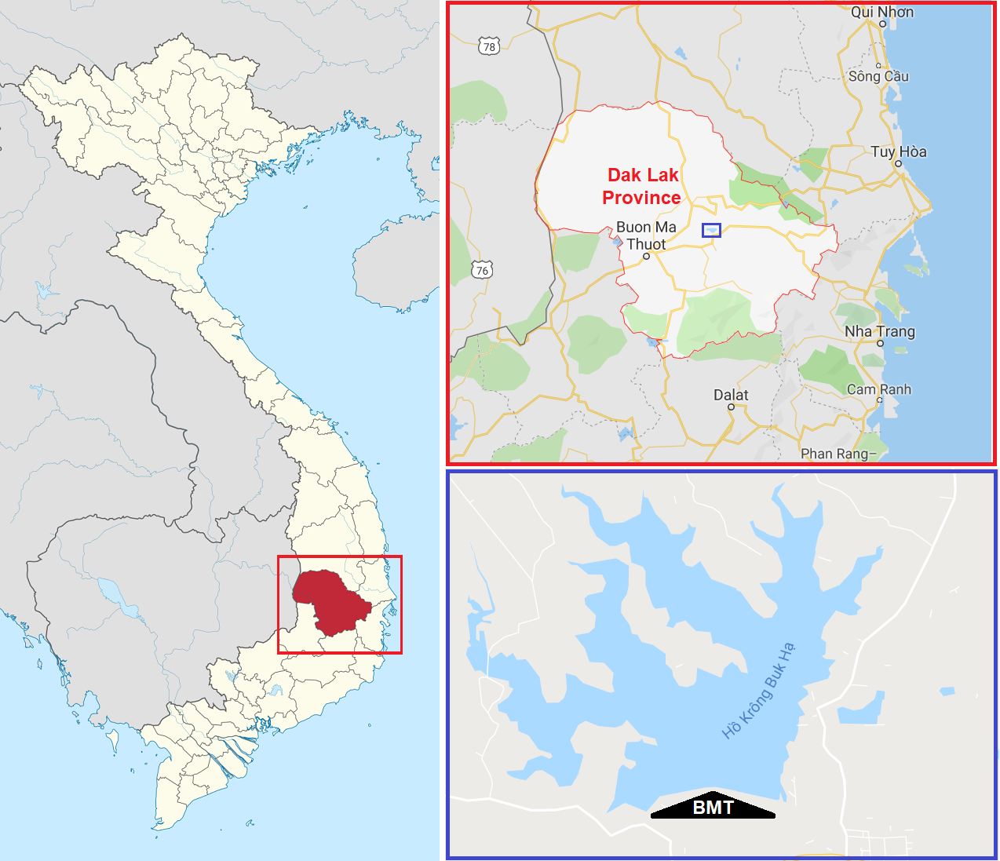 Qui Nhơn
78
Sông Cầu
Tuy Hòa
Dak Lak
Province
Buon Ma
Thuot
76
Nha Trang
Cam Ranh
Dalat
Phan Rang–
Hồ Krông Buk Hạ
BMT